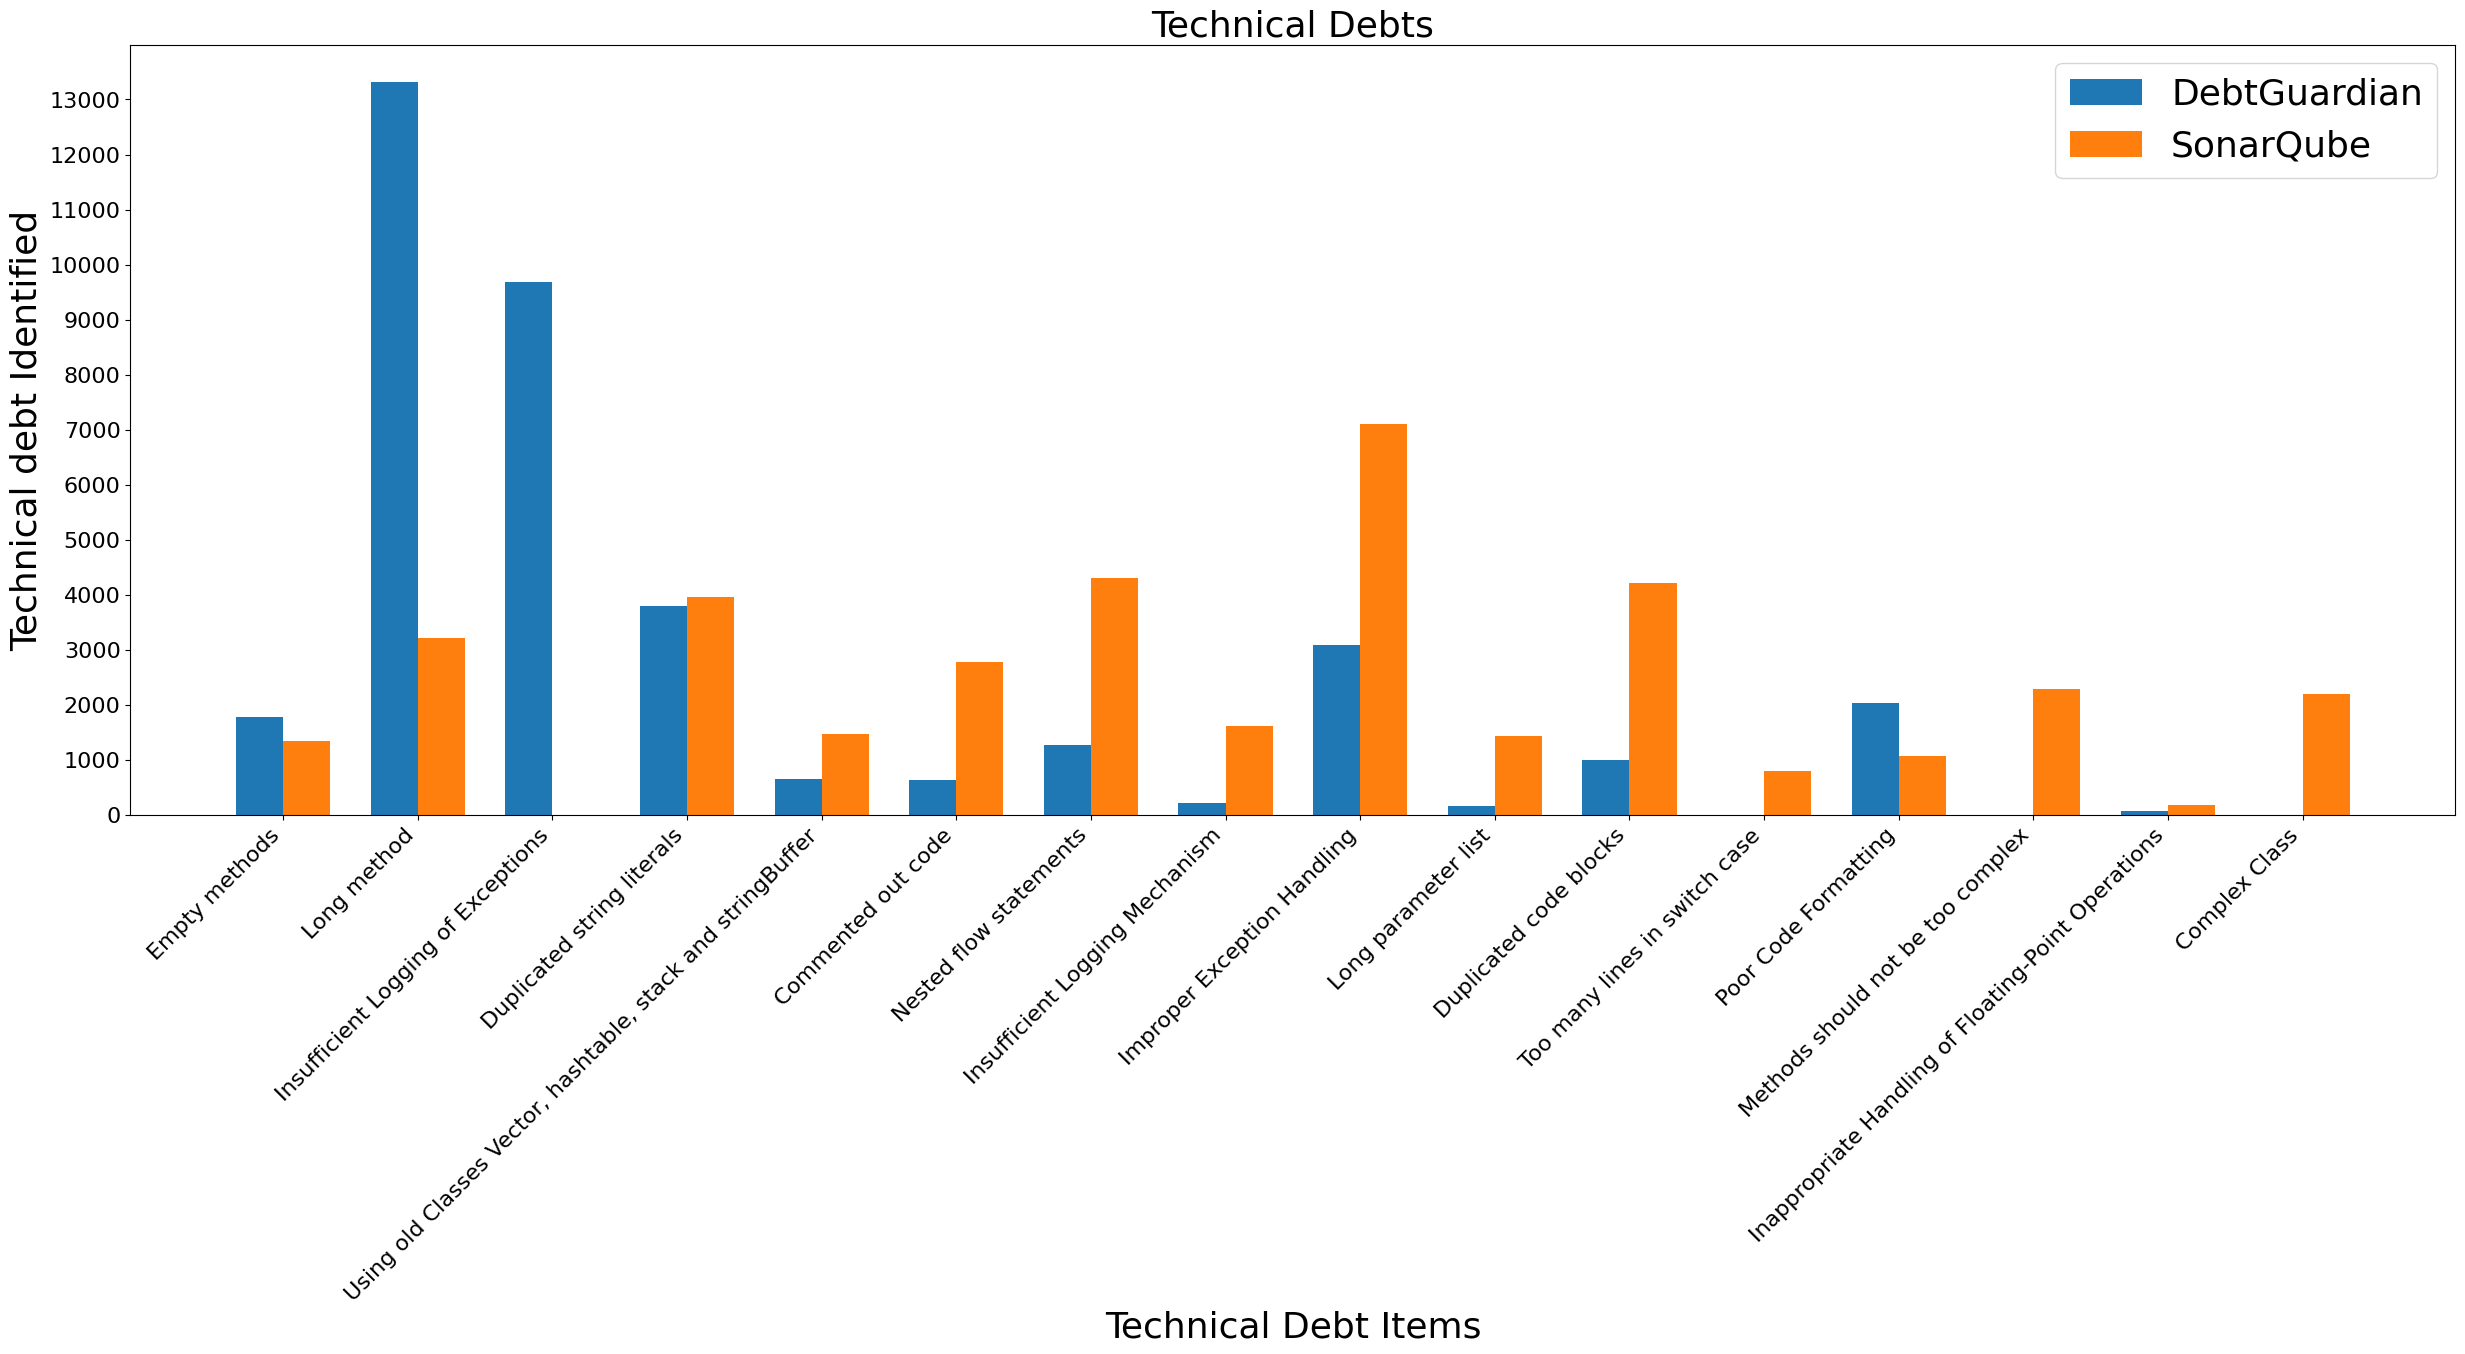 Technical Debts
DebtGuardian
SonarQube
Technical debt Identified
13000
12000
11000
10000
9000
8000
7000
6000
5000
4000
3000
2000
1000
0
Empty methods
Long method
Insufficient Logging of Exceptions
Duplicated string literals
Using old Classes Vector, hashtable, stack and stringBuffer
Commented out code
Nested flow statements
Insufficient Logging Mechanism
Improper Exception Handling
Long parameter list
Duplicated code blocks
Too many lines in switch case
Poor Code Formatting
Methods should not be too complex
Inappropriate Handling of Floating-Point Operations
Complex Class
Technical Debt Items